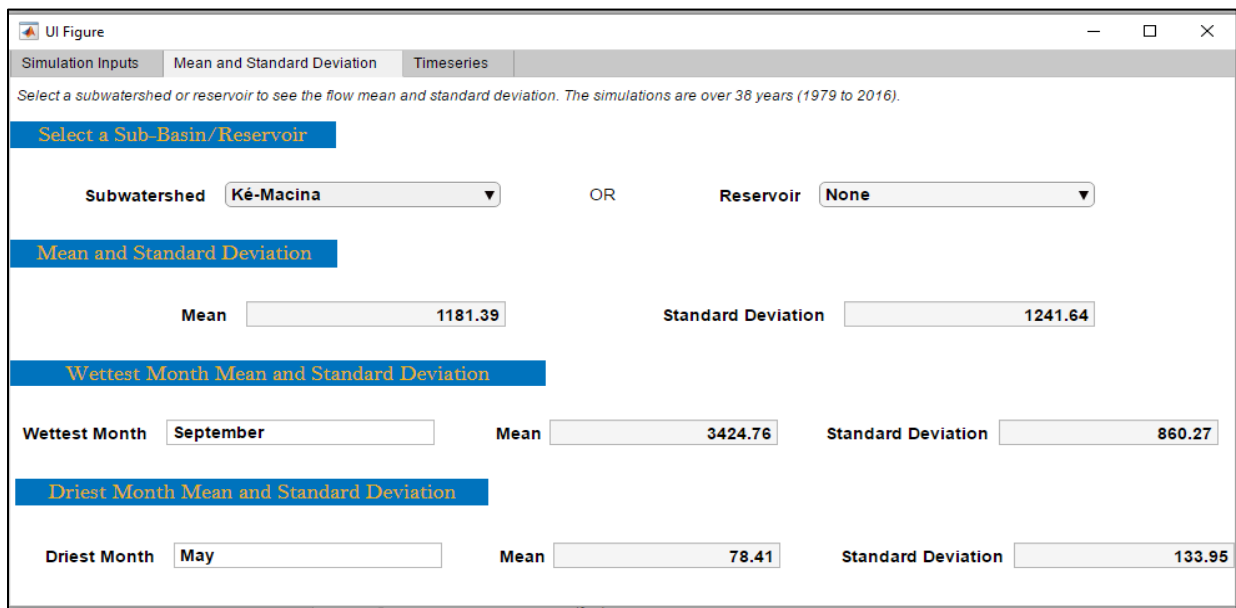 UI Figure
Simulation Inputs Mean and Standard Deviation Timeseries
Select a subwatershed or reservoir to see the flow mean and standard deviation. The simulations are over 38 years (1979 to 2016).
Select a Sub-Basin/Reservoir
Subwatershed Ké-Macina OR Reservoir None
Mean and Standard Deviation
Mean 1181.39 Standard Deviation 1241.64
Wettest Month Mean and Standard Deviation
Wettest Month September Mean 3424.76 Standard Deviation 860.27
Driest Month Mean and Standard Deviation
Driest Month May Mean 78.41 Standard Deviation 133.95